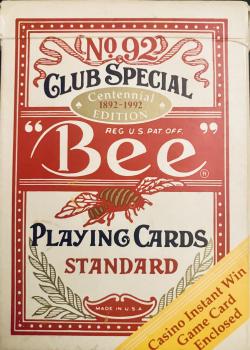 No. 92
CLUB SPECIAL
Centennial
1892-1992
EDITION
REG U.S. PAT. OFF.
"Bee"®
PLAYING CARDS
STANDARD
MADE IN U.S.A.
Casino Instant Win
Game Card
Enclosed